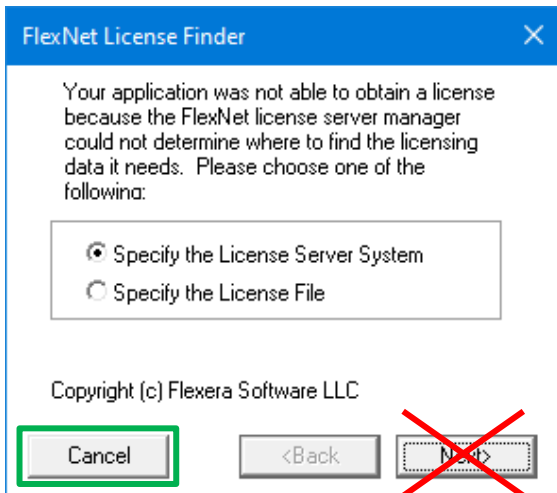 FlexNet License Finder
Your application was not able to obtain a license
because the FlexNet license server manager
could not determine where to find the licensing
data it needs.  Please choose one of the
following:
Specify the License Server System
Specify the License File
Copyright (c) Flexera Software LLC
Cancel
<Back
Next>